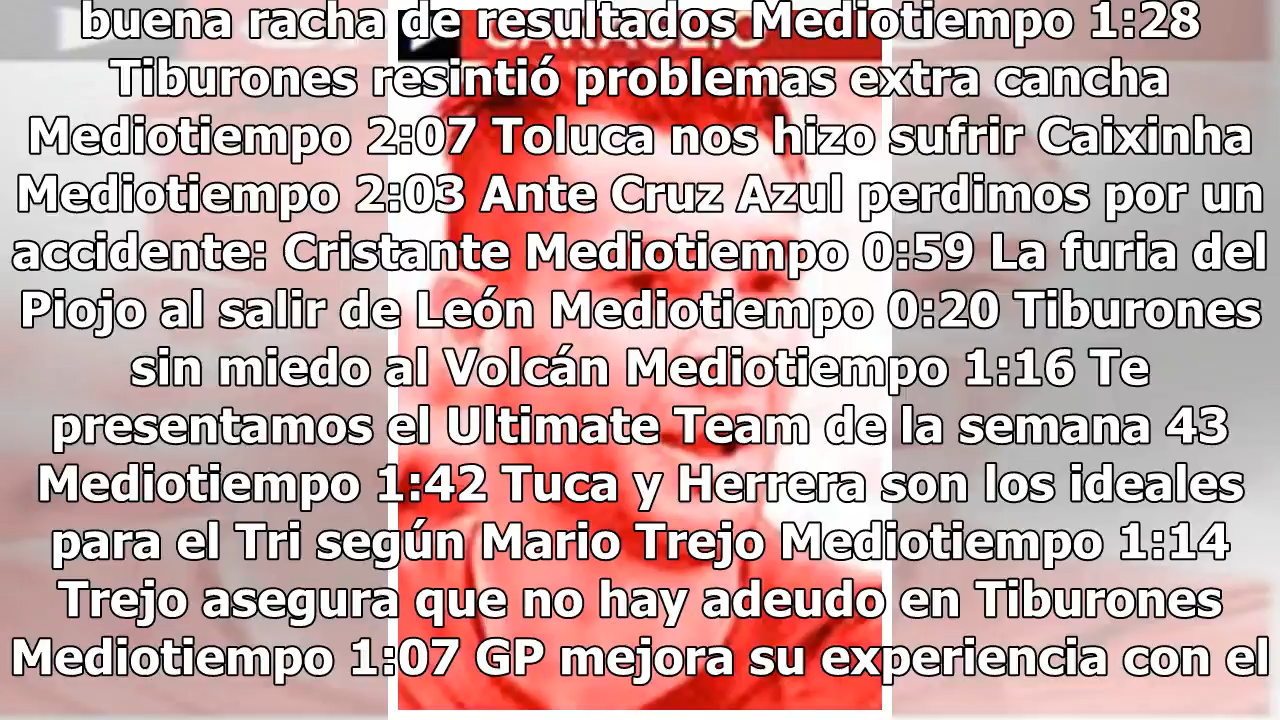 buena racha de resultados Mediotiempo 1:28
Tiburones resintió problemas extra cancha
Mediotiempo 2:07 Toluca nos hizo sufrir Caixinha
Mediotiempo 2:03 Ante Cruz Azul perdimos por un
accidente: Cristante Mediotiempo 0:59 La furia del
Piojo al salir de León Mediotiempo 0:20 Tiburones
sin miedo al Volcán Mediotiempo 1:16 Te
presentamos el Ultimate Team de la semana 43
Mediotiempo 1:42 Tuca y Herrera son los ideales
para el Tri según Mario Trejo Mediotiempo 1:14
Trejo asegura que no hay adeudo en Tiburones
Mediotiempo 1:07 GP mejora su experiencia con el